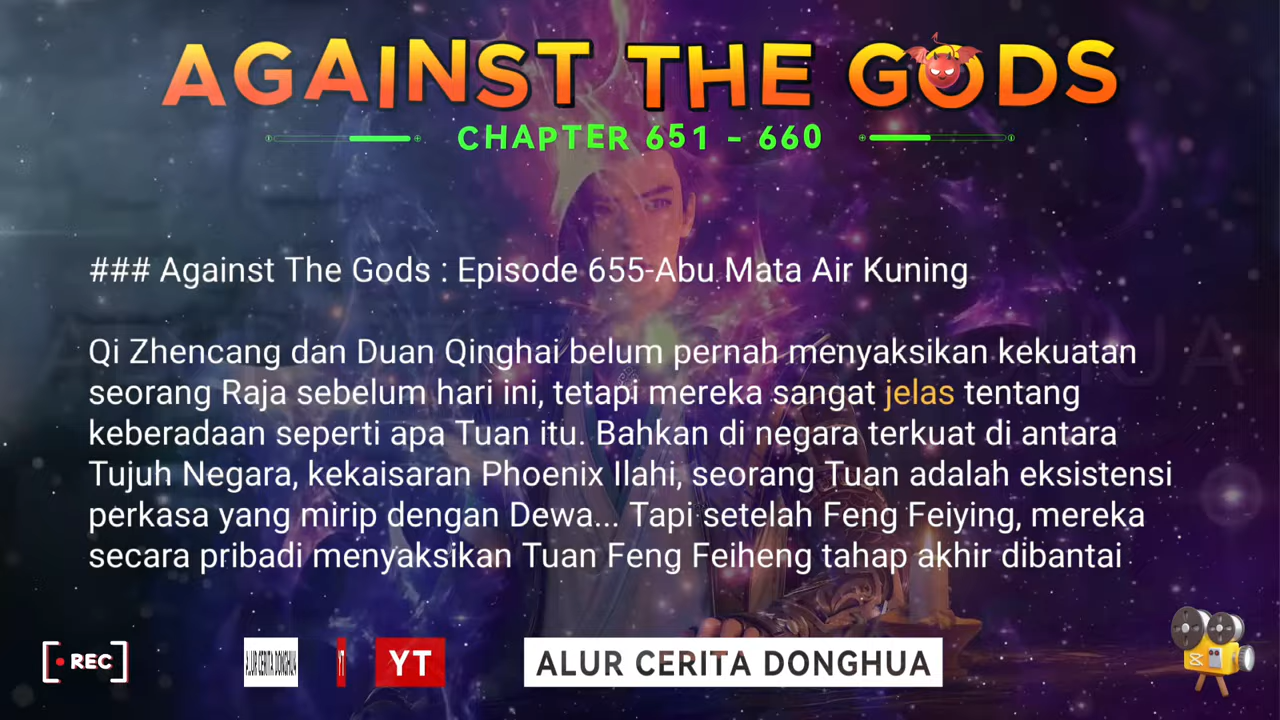 AGAINST THE GODS
CHAPTER 651 - 660
### Against The Gods : Episode 655-Abu Mata Air Kuning
Qi Zhencang dan Duan Qinghai belum pernah menyaksikan kekuatan
seorang Raja sebelum hari ini, tetapi mereka sangat jelas tentang
keberadaan seperti apa Tuan itu. Bahkan di negara terkuat di antara
Tujuh Negara, kekaisaran Phoenix Ilahi, seorang Tuan adalah eksistensi
perkasa yang mirip dengan Dewa... Tapi setelah Feng Feiying, mereka
secara pribadi menyaksikan Tuan Feng Feiheng tahap akhir dibantai
REC
ALUR CERITA DONGHUA
YT
YT
ALUR CERITA DONGHUA